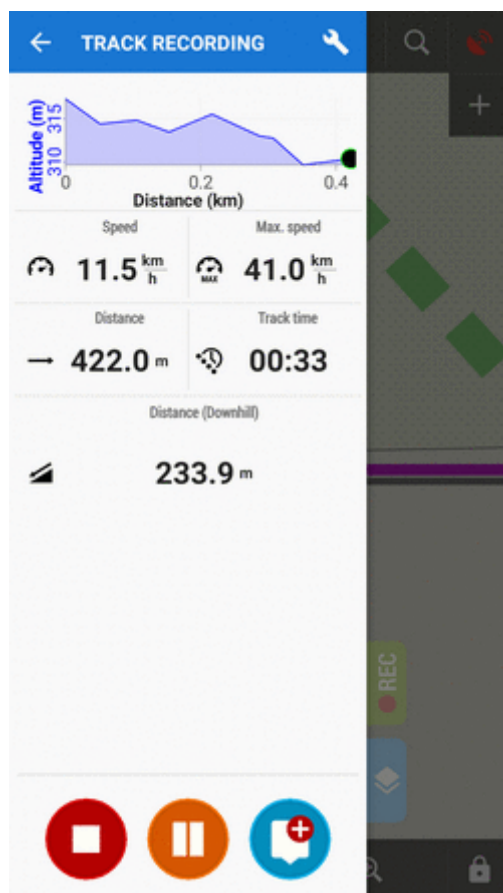 TRACK RECORDING
Altitude (m)
315
310
0 0.2 0.4
Distance (km)
Speed Max. speed
11.5 km/h MAX 41.0 km/h
Distance Track time
422.0 m 00:33
Distance (Downhill)
233.9 m
REC